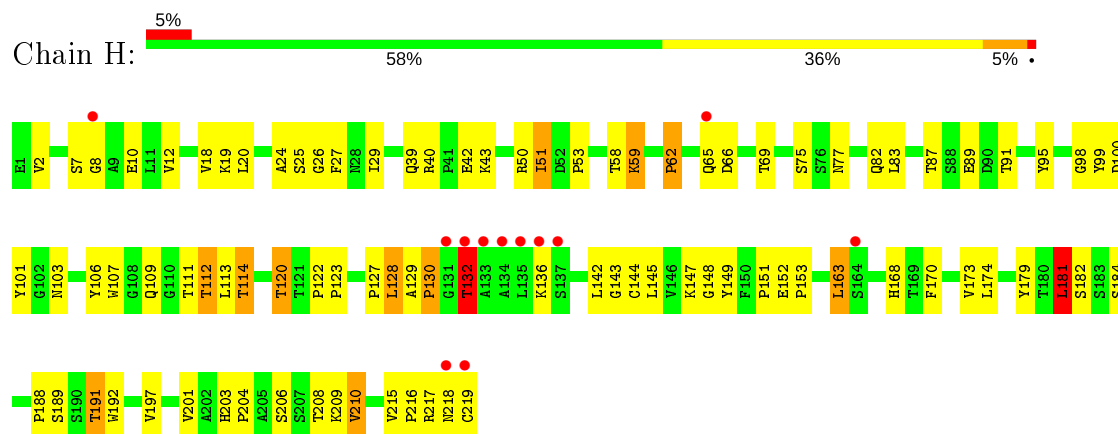 5%
Chain H:
58% 36% 5% •
E1 V2 S7 G8 A9 E10 L11 V12 V18 K19 L20 A24 S25 G26 F27 N28 I29 Q39 R40 P41 E42 K43 R50 I51 D52 P53 T58 K59 P62 Q65 D66 T69 S75 S76 N77 Q82 L83 T87 S88 E89 D90 T91 Y95 G98 Y99 D100
Y101 G102 N103 Y106 W107 G108 Q109 G110 T111 T112 L113 T114 T120 T121 P122 P123 P127 L128 A129 P130 G131 T132 A133 A134 L135 K136 S137 L142 G143 C144 L145 V146 K147 G148 Y149 F150 P151 E152 P153 L163 S164 H168 T169 F170 V173 L174 Y179 T180 L181 S182 S183 S184
P188 S189 S190 T191 W192 V197 V201 A202 H203 P204 A205 S206 S207 T208 K209 V210 V215 P216 R217 N218 C219